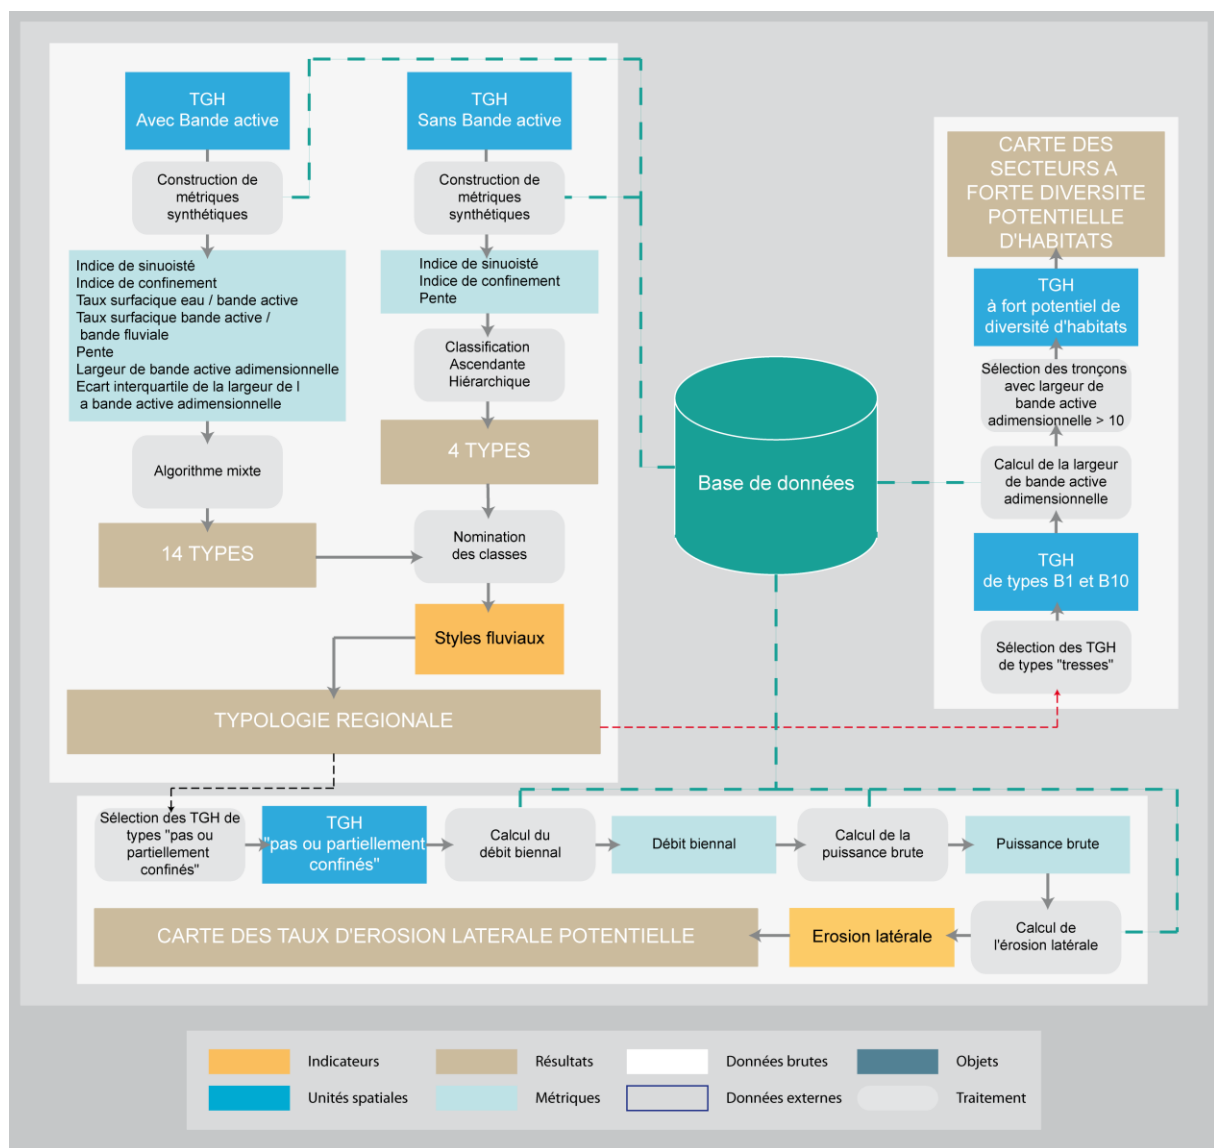 TGH
Avec Bande active
Construction de
métriques
synthétiques
Indice de sinuoisté
Indice de confinement
Taux surfacique eau / bande active
Taux surfacique bande active /
bande fluviale
Pente
Largeur de bande active adimensionnelle
Ecart interquartile de la largeur de l
a bande active adimensionnelle
Algorithme mixte
14 TYPES
TGH
Sans Bande active
Construction de
métriques
synthétiques
Indice de sinuoisté
Indice de confinement
Pente
Classification
Ascendante
Hiérarchique
4 TYPES
Nomination
des classes
Styles fluviaux
TYPOLOGIE REGIONALE
Base de données
CARTE DES
SECTEURS A
FORTE DIVERSITE
POTENTIELLE
D'HABITATS
TGH
à fort potentiel de
diversité d'habitats
Sélection des tronçons
avec largeur de
bande active
adimensionnelle > 10
Calcul de la largeur
de bande active
adimensionnelle
TGH
de types B1 et B10
Sélection des TGH
de types "tresses"
Sélection des TGH de
types "pas ou
partiellement
confinés"
TGH
"pas ou partiellement
confinés"
Calcul du
débit biennal
Débit biennal
Calcul de la
puissance brute
Puissance brute
CARTE DES TAUX D'EROSION LATERALE POTENTIELLE
Erosion latérale
Calcul de
l'érosion latérale
Indicateurs
Résultats
Données brutes
Objets
Unités spatiales
Métriques
Données externes
Traitement